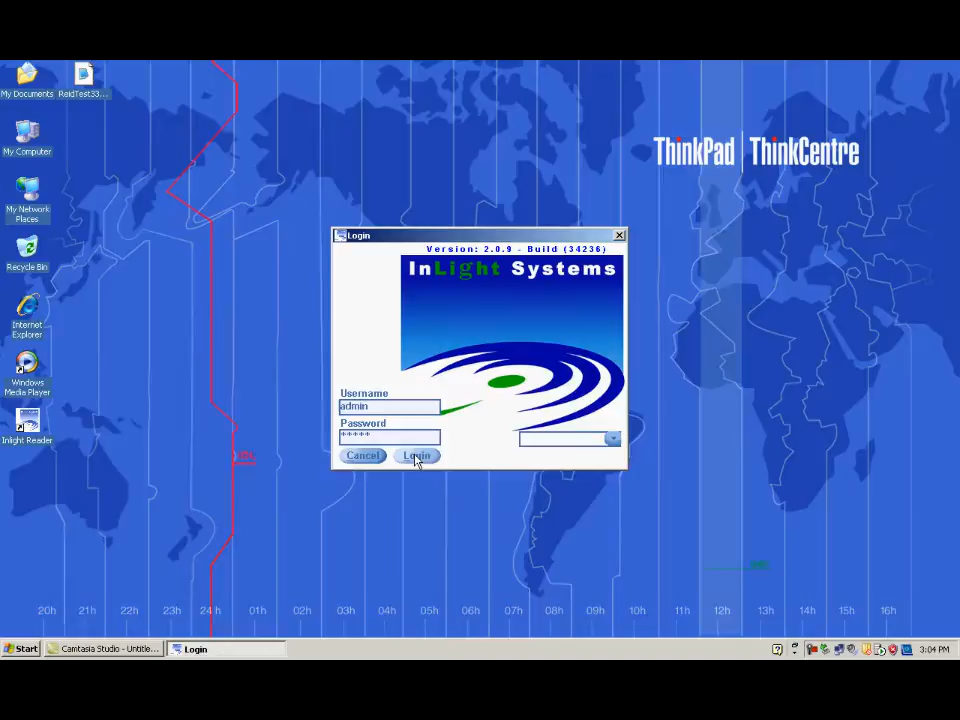 My Documents
ReidTest33...
My Computer
My Network
Places
Recycle Bin
Internet
Explorer
Windows
Media Player
Inlight Reader
ThinkPad ThinkCentre
Login
Version: 2.0.9 - Build (34236)
InLight Systems
Username
admin
Password
*****
Cancel
Login
20h 21h 22h 23h 24h 01h 02h 03h 04h 05h 06h 07h 08h 09h 10h 11h 12h 13h 14h 15h 16h
Start
Camtasia Studio - Untitle...
Login
3:04 PM